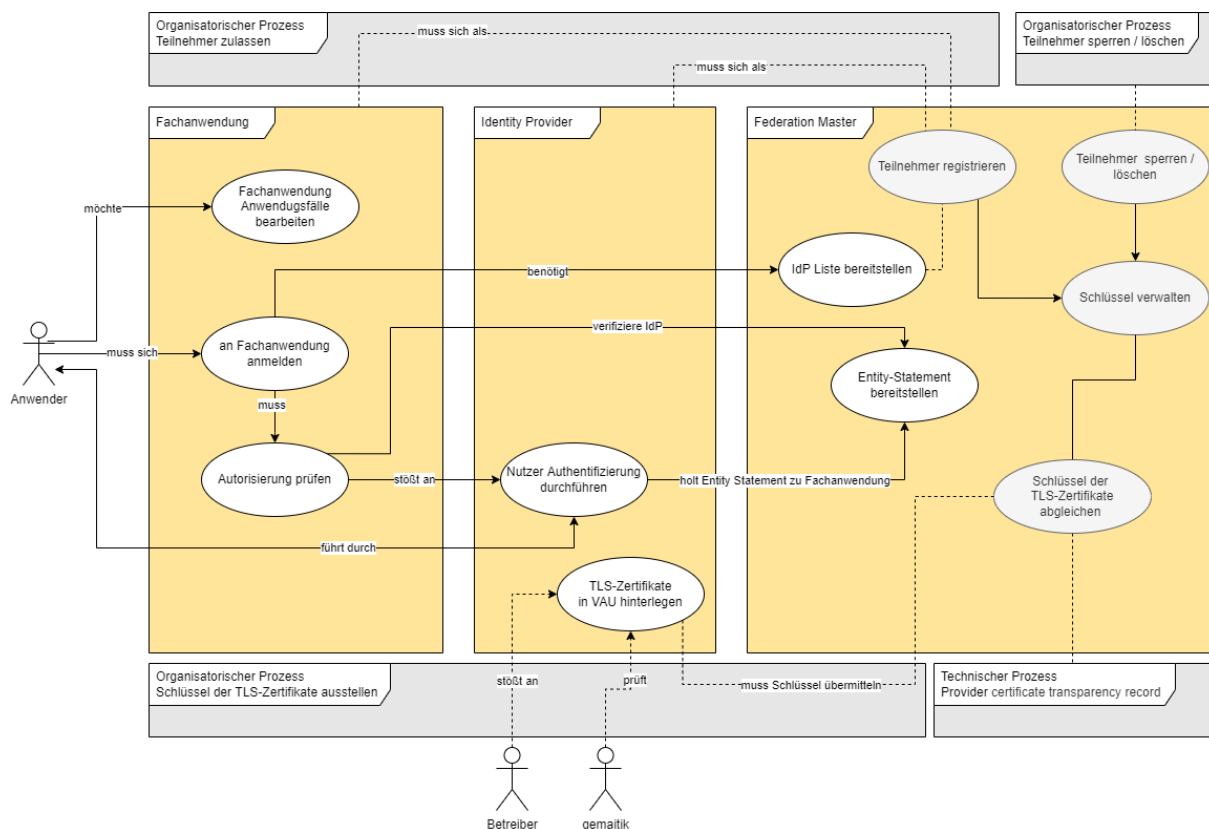 Organisatorischer Prozess
Teilnehmer zulassen
muss sich als
muss sich als
Organisatorischer Prozess
Teilnehmer sperren / löschen
Fachanwendung
Identity Provider
Federation Master
Teilnehmer registrieren
Teilnehmer sperren /
löschen
Fachanwendung
Anwendugsfälle
bearbeiten
möchte
benötigt
IdP Liste bereitstellen
Schlüssel verwalten
verifiziere IdP
muss sich
an Fachanwendung
anmelden
Anwender
muss
Entity-Statement
bereitstellen
Autorisierung prüfen
stößt an
Nutzer Authentifizierung
durchführen
holt Entity Statement zu Fachanwendung
Schlüssel der
TLS-Zertifikate
abgleichen
führt durch
TLS-Zertifikate
in VAU hinterlegen
Organisatorischer Prozess
Schlüssel der TLS-Zertifikate ausstellen
stößt an
prüft
muss Schlüssel übermitteln
Technischer Prozess
Provider certificate transparency record
Betreiber
gemaitik